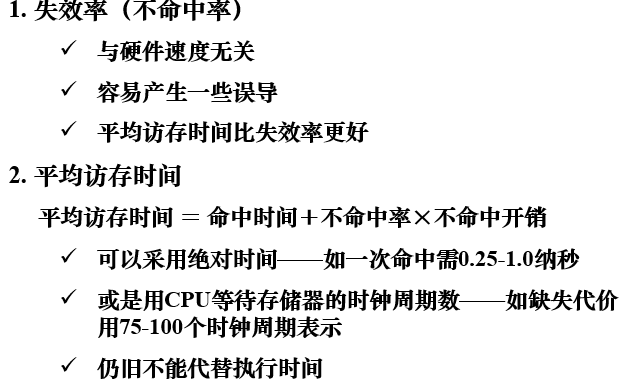 1. 失效率（不命中率）
✓ 与硬件速度无关
✓ 容易产生一些误导
✓ 平均访存时间比失效率更好
2. 平均访存时间
平均访存时间 = 命中时间＋不命中率×不命中开销
✓ 可以采用绝对时间——如一次命中需0.25-1.0纳秒
✓ 或是用CPU等待存储器的时钟周期数——如缺失代价
用75-100个时钟周期表示
✓ 仍旧不能代替执行时间